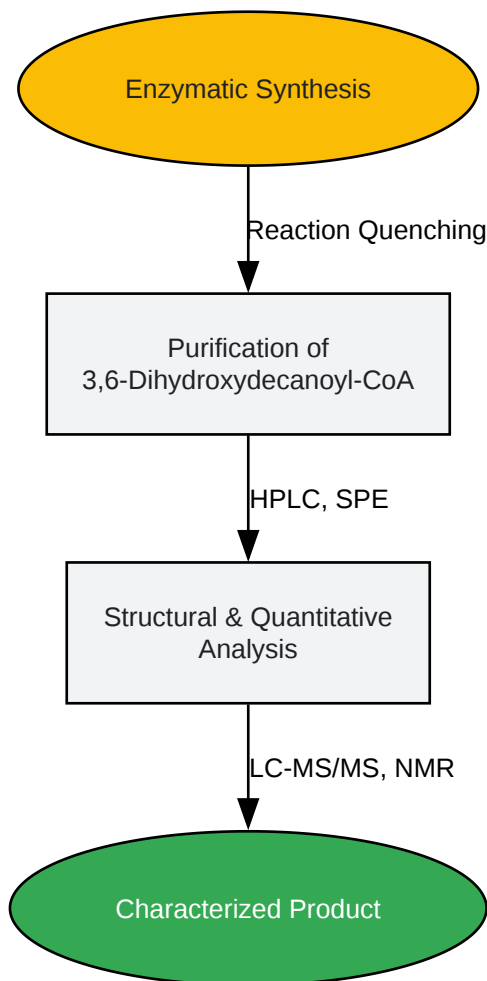 Enzymatic Synthesis
Reaction Quenching
Purification of
3,6-Dihydroxydecanoyl-CoA
HPLC, SPE
Structural & Quantitative
Analysis
LC-MS/MS, NMR
Characterized Product